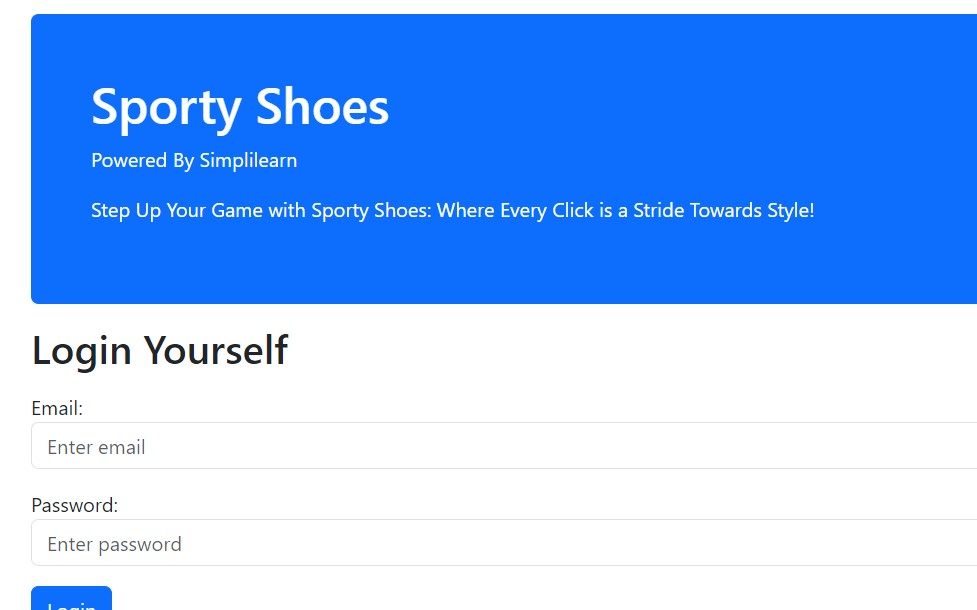 Sporty Shoes
Powered By Simplilearn
Step Up Your Game with Sporty Shoes: Where Every Click is a Stride Towards Style!
Login Yourself
Email:
Enter email
Password:
Enter password
Login